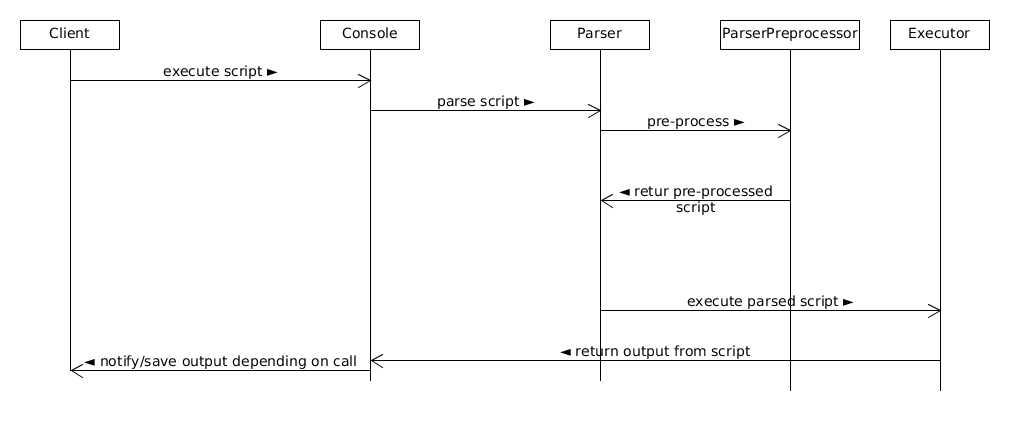 Client
Console
Parser
ParserPreprocessor
Executor
execute script ►
parse script ►
pre-process ►
◄ retur pre-processed
script
execute parsed script ►
◄ return output from script
◄ notify/save output depending on call